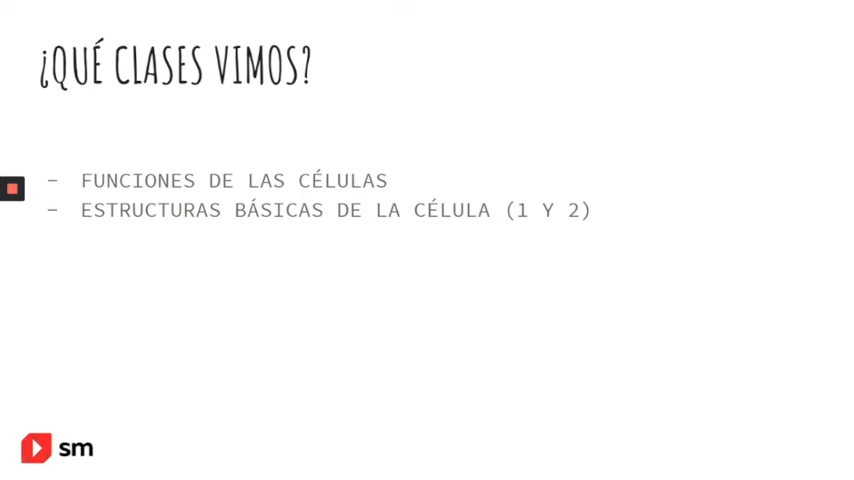 ¿QUÉ CLASES VIMOS?
- FUNCIONES DE LAS CÉLULAS
- ESTRUCTURAS BÁSICAS DE LA CÉLULA (1 Y 2)
sm